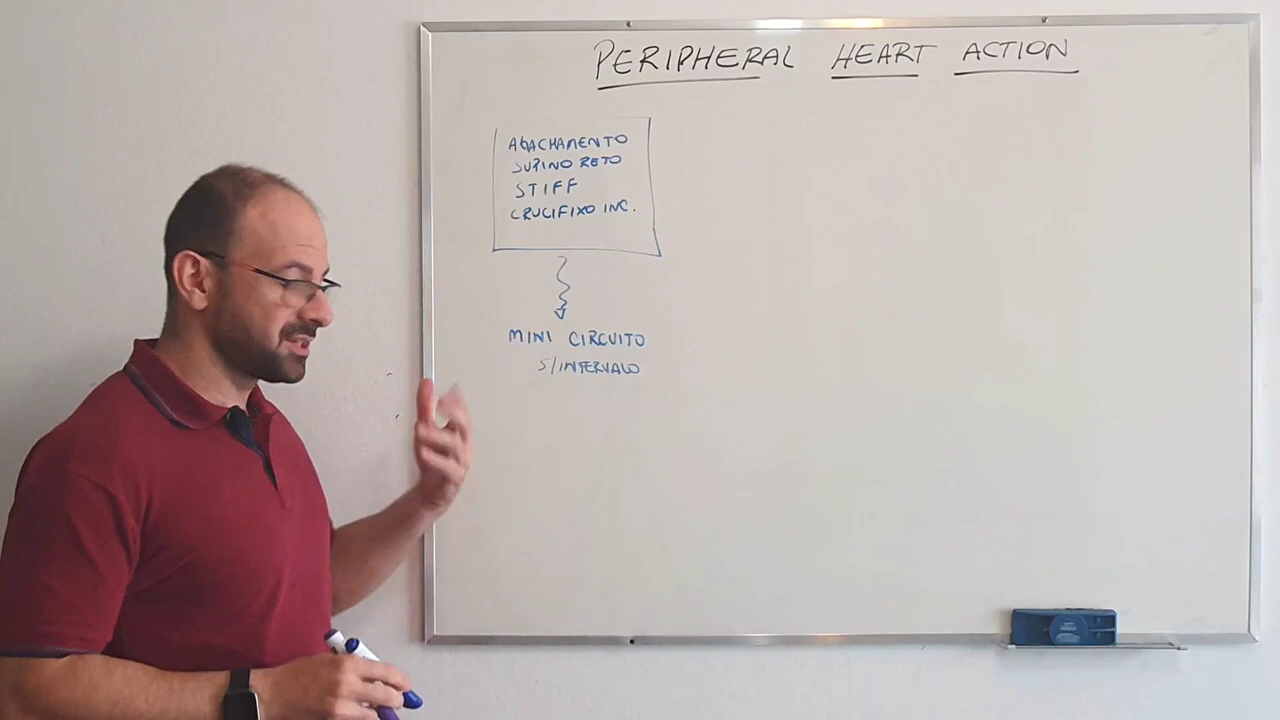 PERIPHERAL HEART ACTION
AGACHAMENTO
SUPINO RETO
STIFF
CRUCIFIXO INC.
MINI CIRCUITO
S/INTERVALO